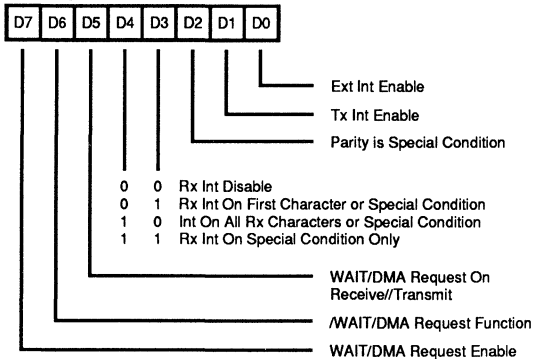 D7 D6 D5 D4 D3 D2 D1 D0
Ext Int Enable
Tx Int Enable
Parity is Special Condition
0 0 Rx Int Disable
0 1 Rx Int On First Character or Special Condition
1 0 Int On All Rx Characters or Special Condition
1 1 Rx Int On Special Condition Only
WAIT/DMA Request On
Receive//Transmit
/WAIT/DMA Request Function
WAIT/DMA Request Enable